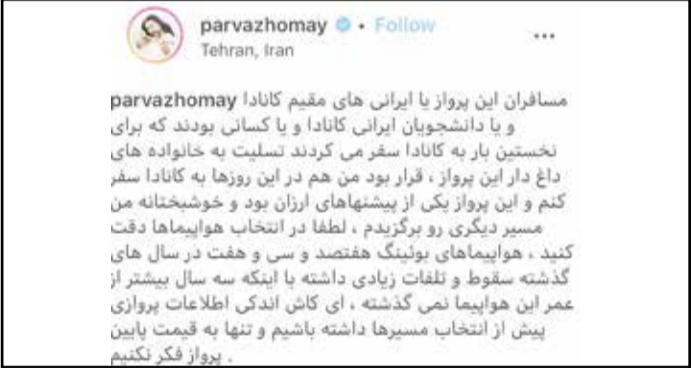 parvazhomay • Follow
Tehran, Iran
parvazhomay مسافران این پرواز یا ایرانی های مقیم کانادا
و یا دانشجویان ایرانی کانادا و یا کسانی بودند که برای
نخستین بار به کانادا سفر می کردند تسلیت به خانواده های
داغ دار این پرواز ، قرار بود من هم در این روزها به کانادا سفر
کنم و این پرواز یکی از پیشنهاهای ارزان بود و خوشبختانه من
مسیر دیگری رو برگزیدم ، لطفا در انتخاب هواپیماها دقت
کنید ، هواپیماهای بوئینگ هفتصد و سی و هفت در سال های
گذشته سقوط و تلفات زیادی داشته با اینکه سه سال بیشتر از
عمر این هواپیما نمی گذشته ، ای کاش اندکی اطلاعات پروازی
پیش از انتخاب مسیرها داشته باشیم و تنها به قیمت پایین
پرواز فکر نکنیم .